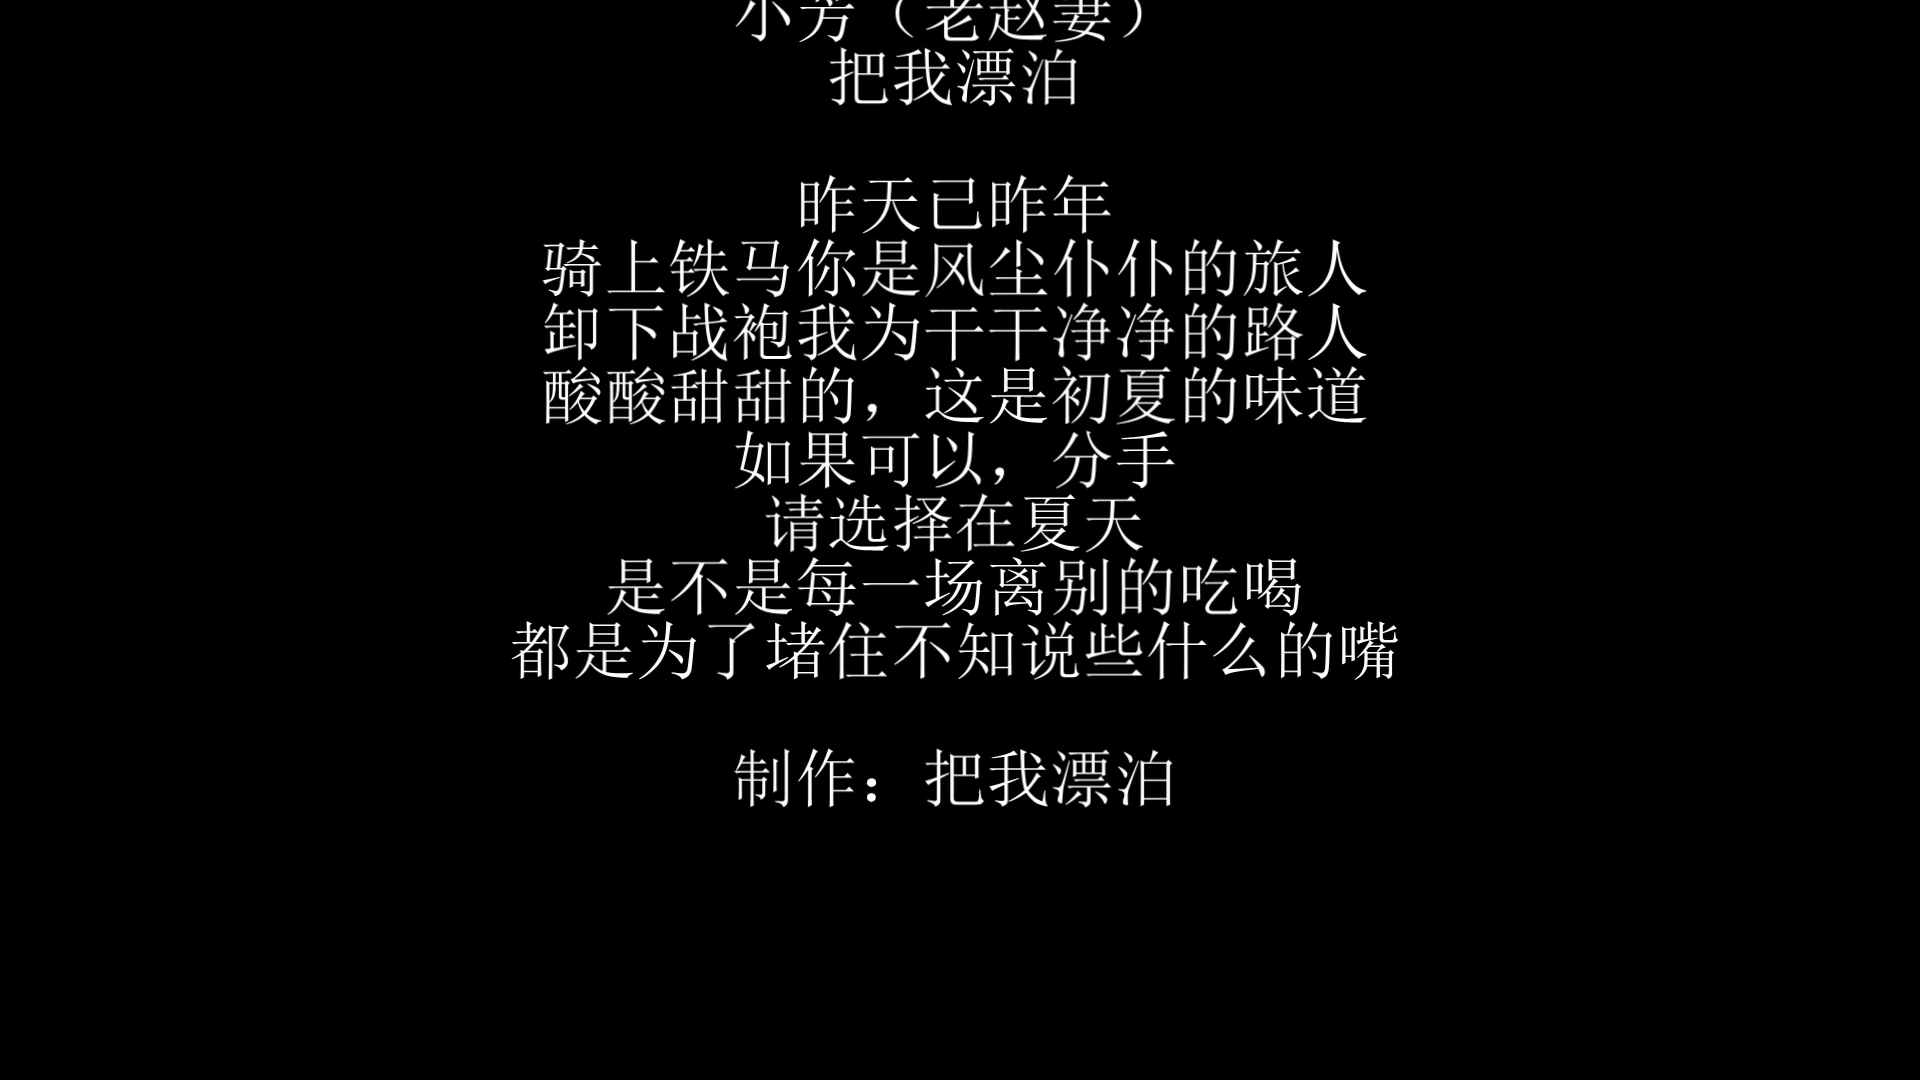 小芳（老赵妻）
把我漂泊
昨天已昨年
骑上铁马你是风尘仆仆的旅人
卸下战袍我为干干净净的路人
酸酸甜甜的，这是初夏的味道
如果可以，分手
请选择在夏天
是不是每一场离别的吃喝
都是为了堵住不知说些什么的嘴
制作：把我漂泊